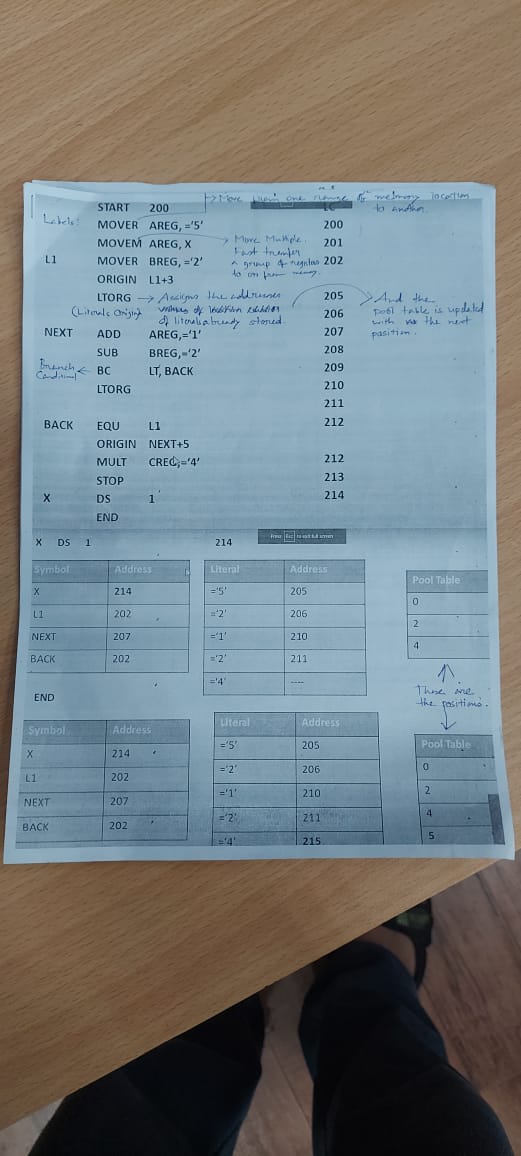 → Move from one range of memory location
START 200 LC to another.
Labels: MOVER AREG, ='5' 200
MOVEM AREG, X → Move Multiple. 201
L1 MOVER BREG, ='2' Fast transfer a group of registers 202
ORIGIN L1+3 to or from memory.
LTORG → Assigns the addresses 205 → And the
(Literals Origin) of literals already stored. 206 pool table is updated
NEXT ADD AREG,='1' 207 with the next
SUB BREG,='2' 208 position.
Branch Conditional ← BC LT, BACK 209
LTORG 210
211
BACK EQU L1 212
ORIGIN NEXT+5
MULT CREG,='4' 212
STOP 213
X DS 1 214
END
X DS 1 214 Press Esc to exit full screen
Symbol Address Literal Address Pool Table
X 214 ='5' 205 0
L1 202 ='2' 206 2
NEXT 207 ='1' 210 4
BACK 202 ='2' 211
='4' ----
These are
the positions.
END
Symbol Address Literal Address Pool Table
X 214 ='5' 205 0
L1 202 ='2' 206 2
NEXT 207 ='1' 210 4
BACK 202 ='2' 211 5
='4' 215